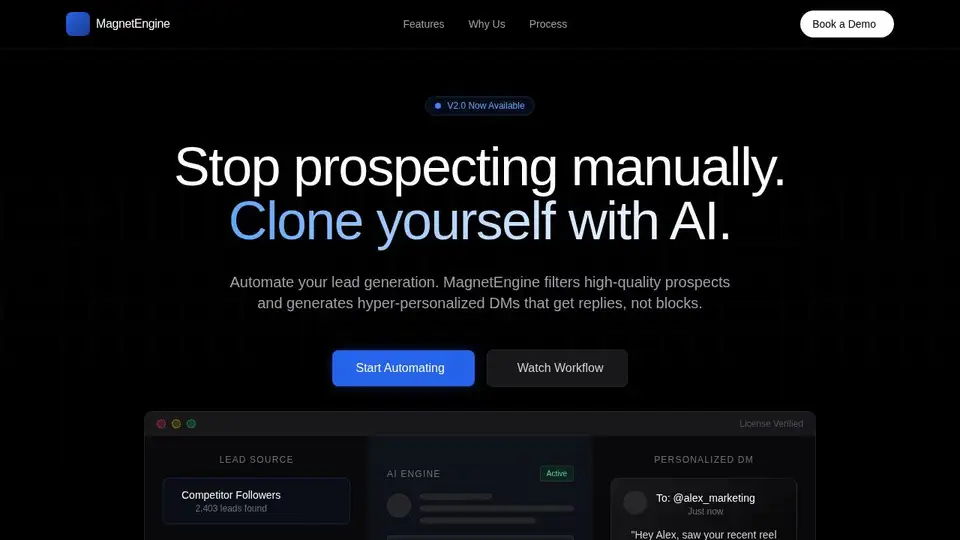 MagnetEngine
Features
Why Us
Process
Book a Demo
V2.0 Now Available
Stop prospecting manually.
Clone yourself with AI.
Automate your lead generation. MagnetEngine filters high-quality prospects
and generates hyper-personalized DMs that get replies, not blocks.
Start Automating
Watch Workflow
License Verified
LEAD SOURCE
Competitor Followers
2,403 leads found
AI ENGINE
Active
PERSONALIZED DM
To: @alex_marketing
Just now
"Hey Alex, saw your recent reel